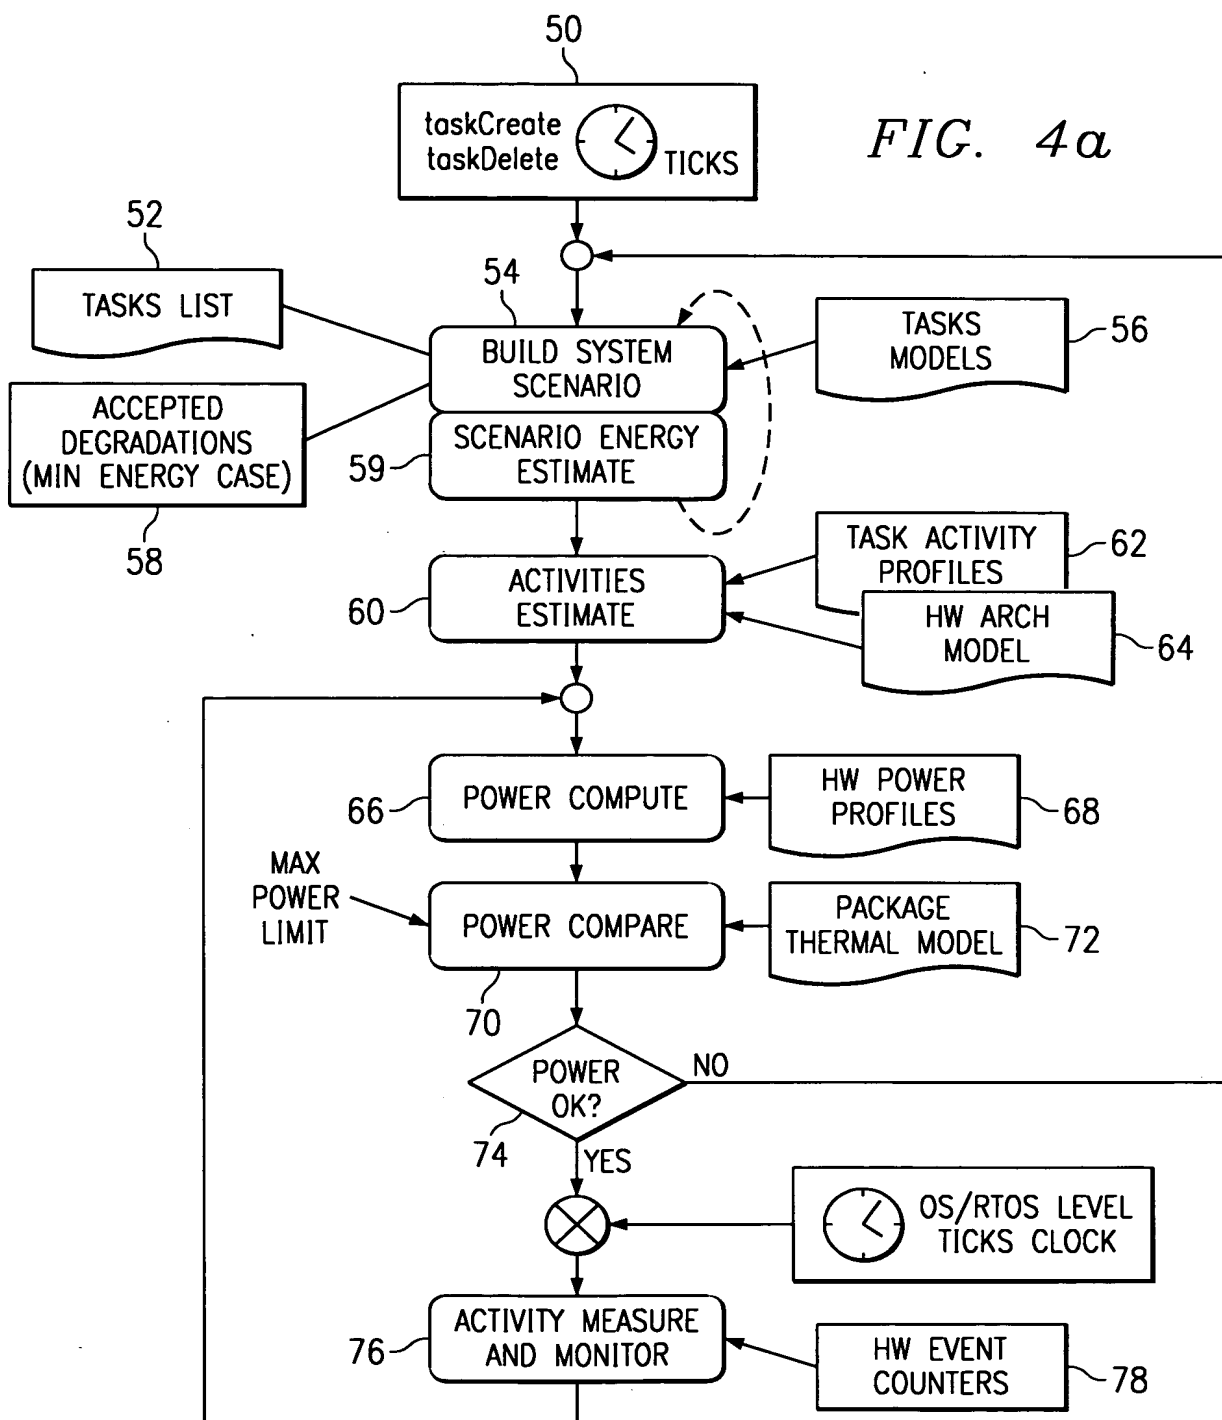 50
taskCreate
taskDelete
TICKS
FIG. 4a
52
TASKS LIST
54
BUILD SYSTEM
SCENARIO
TASKS
MODELS
56
ACCEPTED
DEGRADATIONS
(MIN ENERGY CASE)
58
SCENARIO ENERGY
ESTIMATE
59
ACTIVITIES
ESTIMATE
60
TASK ACTIVITY
PROFILES
62
HW ARCH
MODEL
64
POWER COMPUTE
66
HW POWER
PROFILES
68
MAX
POWER
LIMIT
POWER COMPARE
70
PACKAGE
THERMAL MODEL
72
POWER
OK?
74
NO
YES
OS/RTOS LEVEL
TICKS CLOCK
ACTIVITY MEASURE
AND MONITOR
76
HW EVENT
COUNTERS
78